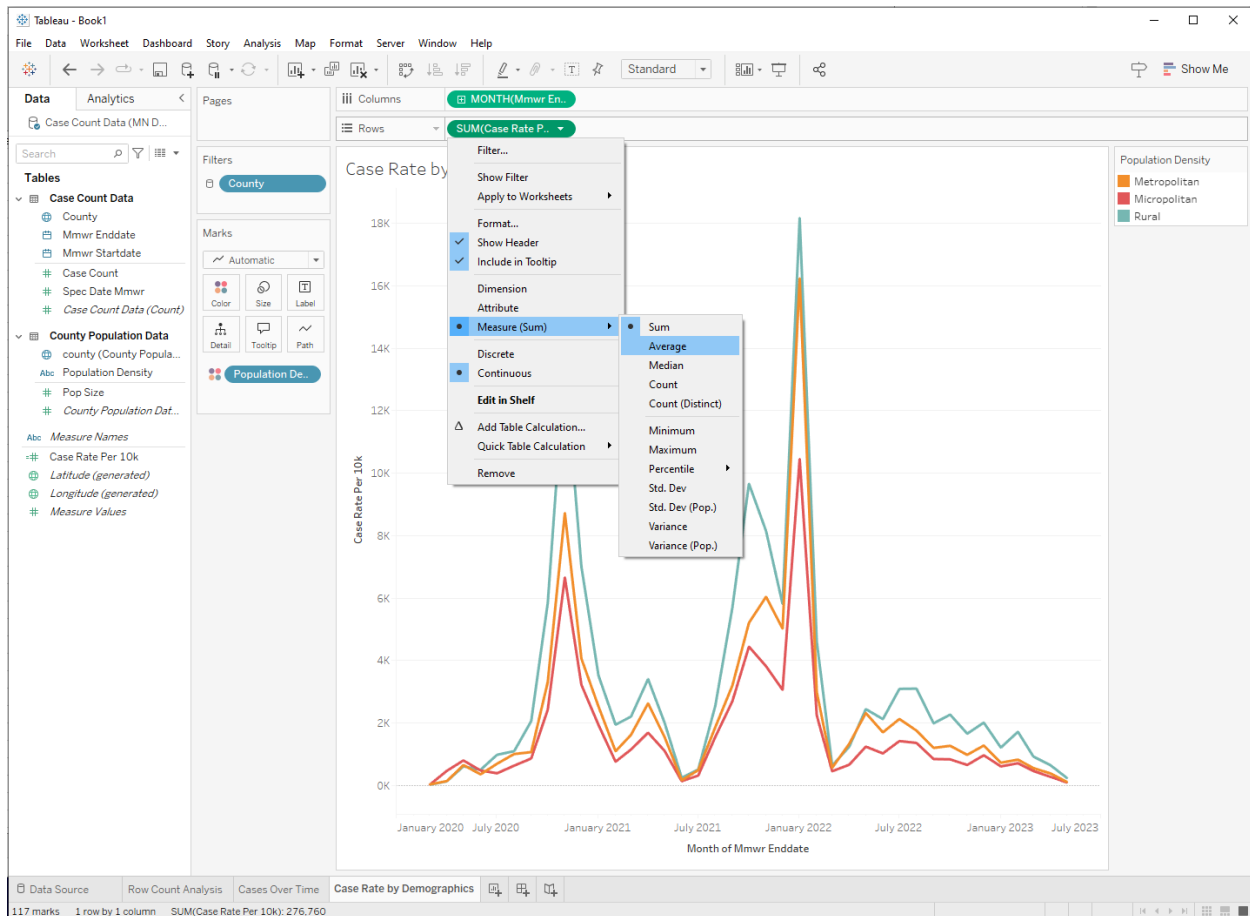 Tableau - Book1
File Data Worksheet Dashboard Story Analysis Map Format Server Window Help
Standard
Show Me
Data Analytics
Case Count Data (MN D...
Search
Tables
Case Count Data
County
Mmwr Enddate
Mmwr Startdate
Case Count
Spec Date Mmwr
Case Count Data (Count)
County Population Data
county (County Popula...
Abc Population Density
Pop Size
County Population Dat...
Abc Measure Names
Case Rate Per 10k
Latitude (generated)
Longitude (generated)
Measure Values
Pages
Filters
County
Marks
Automatic
Color Size Label
Detail Tooltip Path
Population De..
Columns
MONTH(Mmwr En..
Rows
SUM(Case Rate P..
Case Rate by
Filter...
Show Filter
Apply to Worksheets
Format...
Show Header
Include in Tooltip
Dimension
Attribute
Measure (Sum)
Discrete
Continuous
Edit in Shelf
Add Table Calculation...
Quick Table Calculation
Remove
Sum
Average
Median
Count
Count (Distinct)
Minimum
Maximum
Percentile
Std. Dev
Std. Dev (Pop.)
Variance
Variance (Pop.)
18K
16K
14K
12K
10K
8K
6K
4K
2K
0K
Case Rate Per 10k
January 2020 July 2020 January 2021 July 2021 January 2022 July 2022 January 2023 July 2023
Month of Mmwr Enddate
Population Density
Metropolitan
Micropolitan
Rural
Data Source Row Count Analysis Cases Over Time Case Rate by Demographics
117 marks 1 row by 1 column SUM(Case Rate Per 10k): 276,760